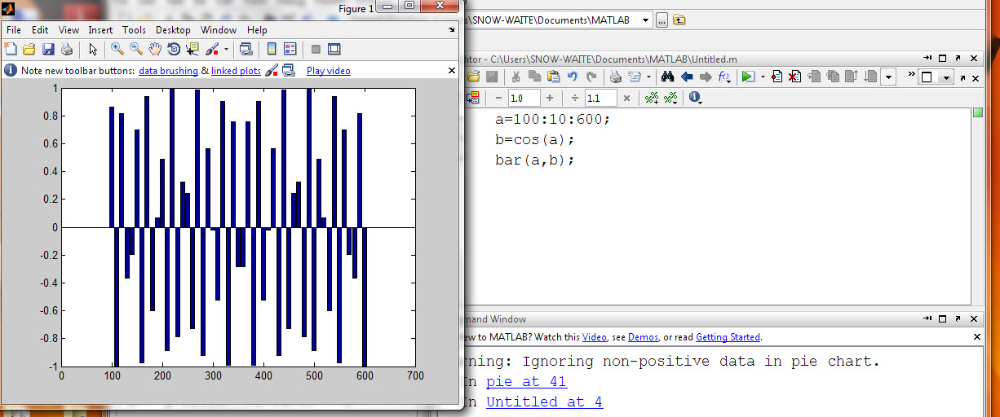 Figure 1
File Edit View Insert Tools Desktop Window Help
Note new toolbar buttons: data brushing & linked plots Play video
1
0.8
0.6
0.4
0.2
0
-0.2
-0.4
-0.6
-0.8
-1
0 100 200 300 400 500 600 700
s\SNOW-WAITE\Documents\MATLAB
...
ditor - C:\Users\SNOW-WAITE\Documents\MATLAB\Untitled.m
− 1.0 + ÷ 1.1 ×
a=100:10:600;
b=cos(a);
bar(a,b);
mand Window
ew to MATLAB? Watch this Video, see Demos, or read Getting Started.
rning: Ignoring non-positive data in pie chart.
In pie at 41
In Untitled at 4